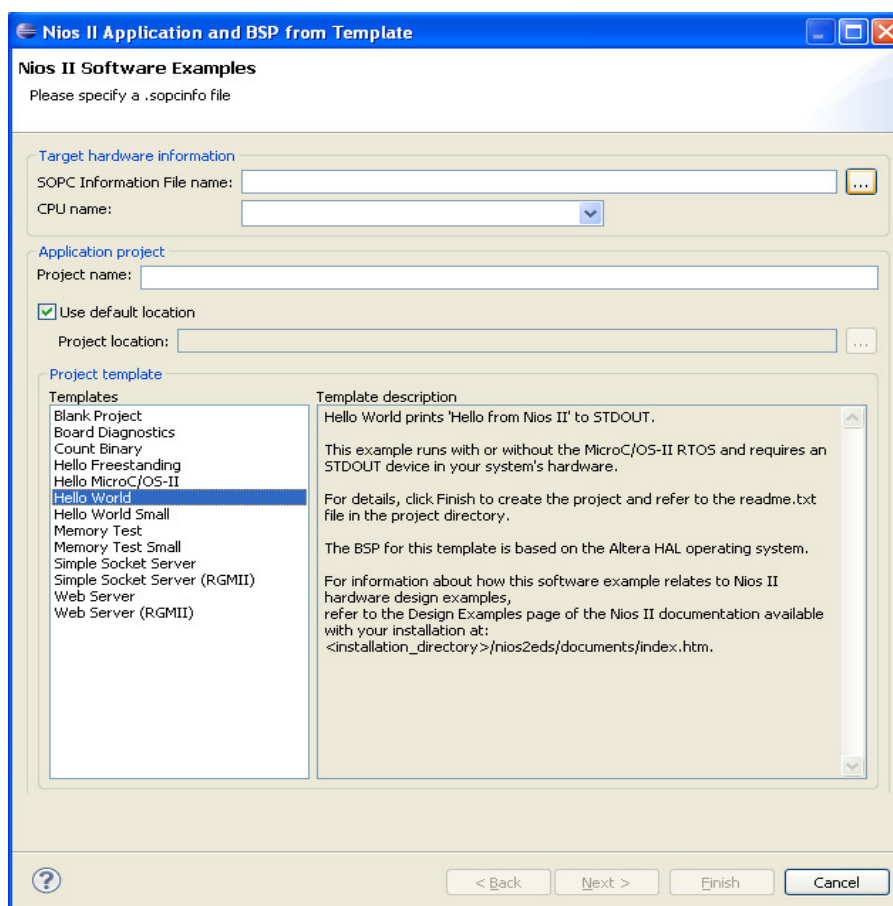 Nios II Application and BSP from Template
Nios II Software Examples
Please specify a .sopcinfo file
Target hardware information
SOPC Information File name:
...
CPU name:
Application project
Project name:
Use default location
Project location:
...
Project template
Templates
Blank Project
Board Diagnostics
Count Binary
Hello Freestanding
Hello MicroC/OS-II
Hello World
Hello World Small
Memory Test
Memory Test Small
Simple Socket Server
Simple Socket Server (RGMII)
Web Server
Web Server (RGMII)
Template description
Hello World prints 'Hello from Nios II' to STDOUT.
This example runs with or without the MicroC/OS-II RTOS and requires an
STDOUT device in your system's hardware.
For details, click Finish to create the project and refer to the readme.txt
file in the project directory.
The BSP for this template is based on the Altera HAL operating system.
For information about how this software example relates to Nios II
hardware design examples,
refer to the Design Examples page of the Nios II documentation available
with your installation at:
<installation_directory>/nios2eds/documents/index.htm.
?
< Back
Next >
Finish
Cancel